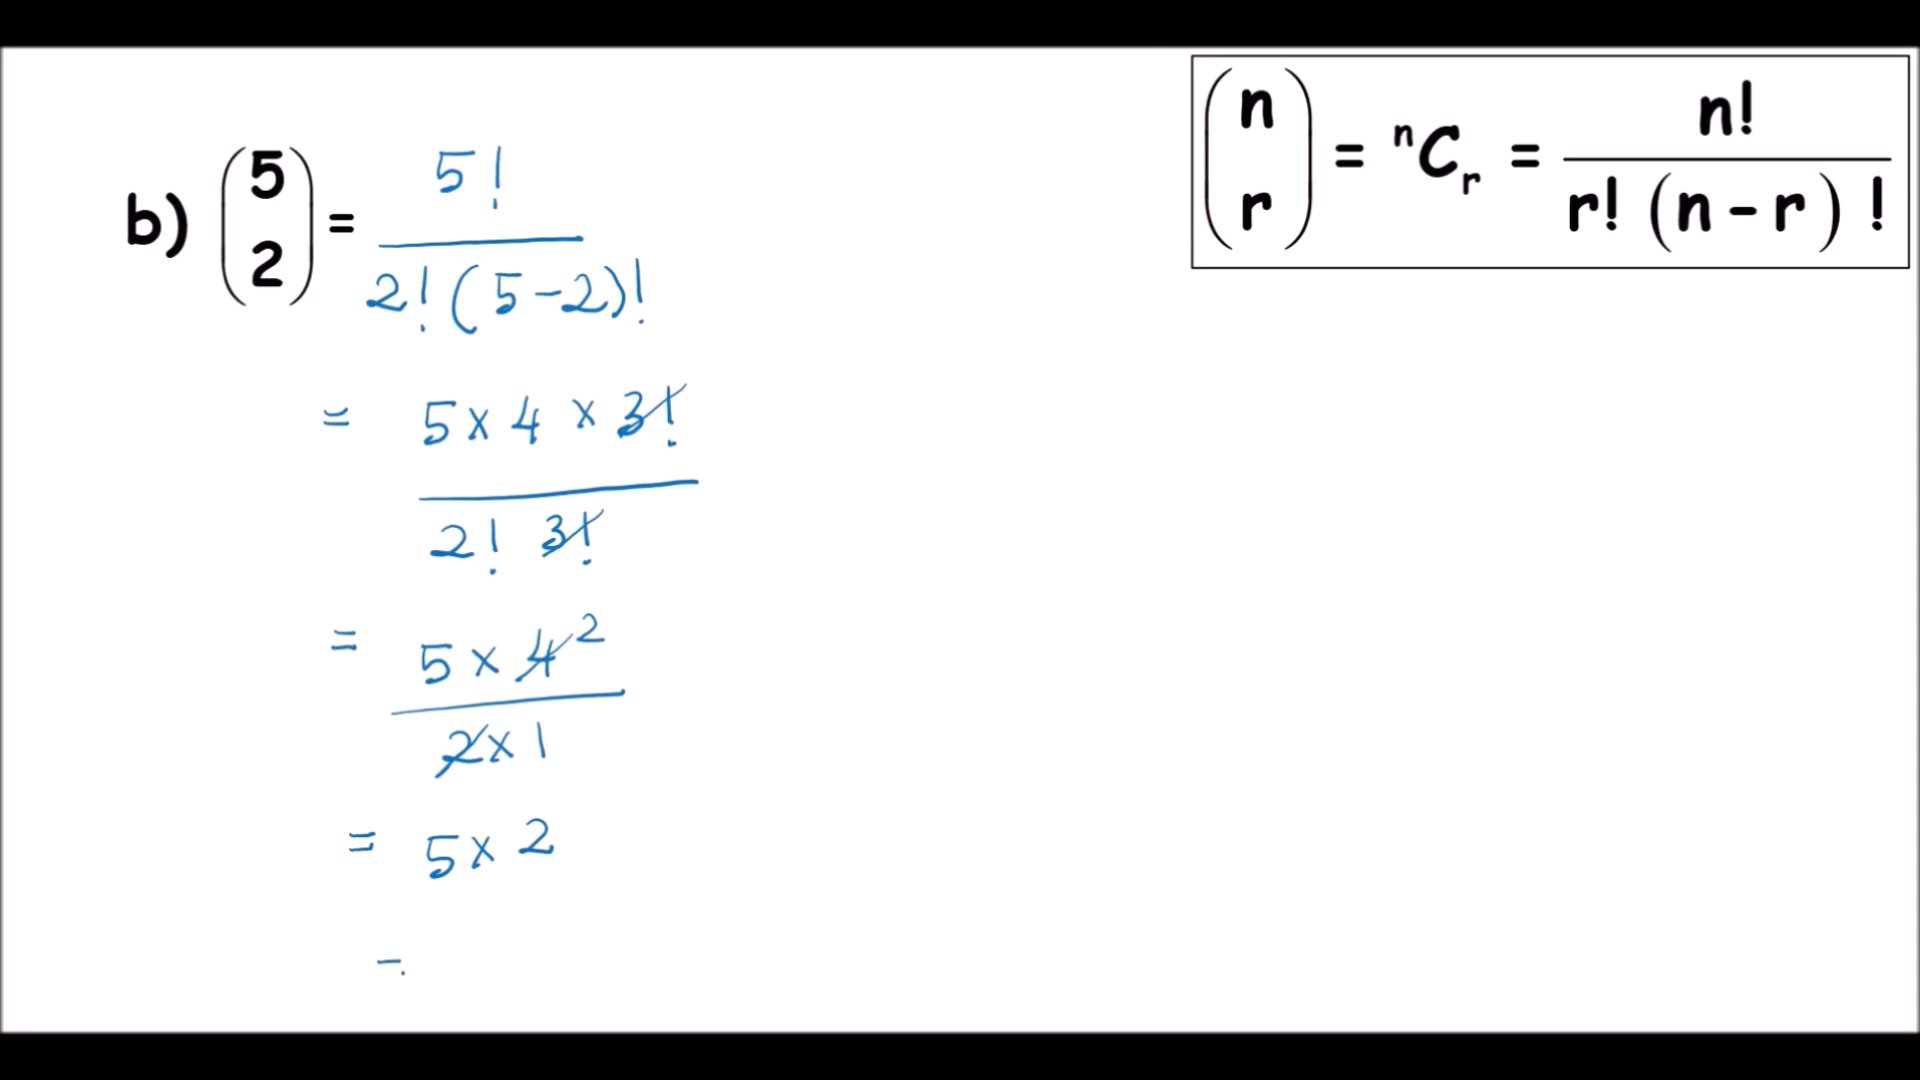 b) (5 2) = 5! / 2!(5-2)!
(n r) = ⁿCᵣ = n! / r! (n-r)!
= 5 x 4 x 3! / 2! 3!
= 5 x 4 2 / 2 x 1
= 5 x 2